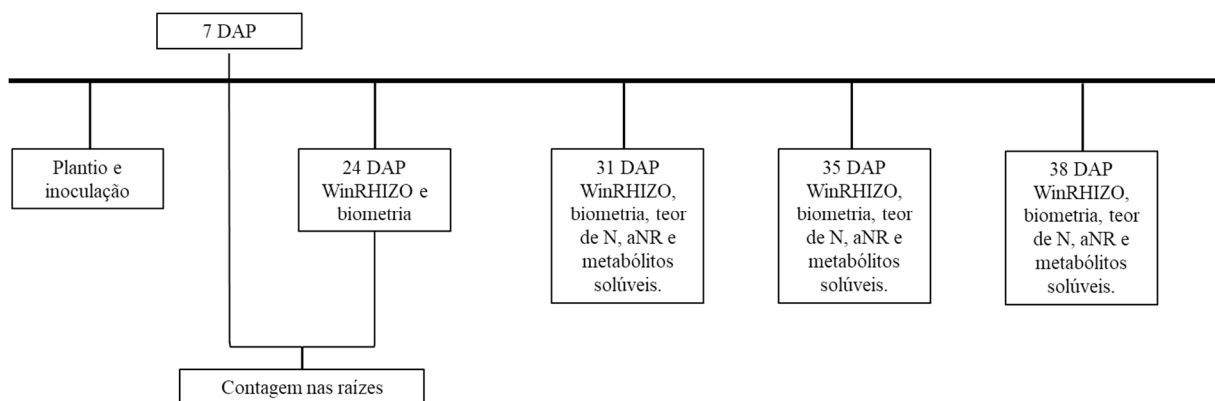 7 DAP
Plantio e
inoculação
24 DAP
WinRHIZO e
biometria
31 DAP
WinRHIZO,
biometria, teor
de N, aNR e
metabólitos
solúveis.
35 DAP
WinRHIZO,
biometria, teor
de N, aNR e
metabólitos
solúveis.
38 DAP
WinRHIZO,
biometria, teor
de N, aNR e
metabólitos
solúveis.
Contagem nas raízes